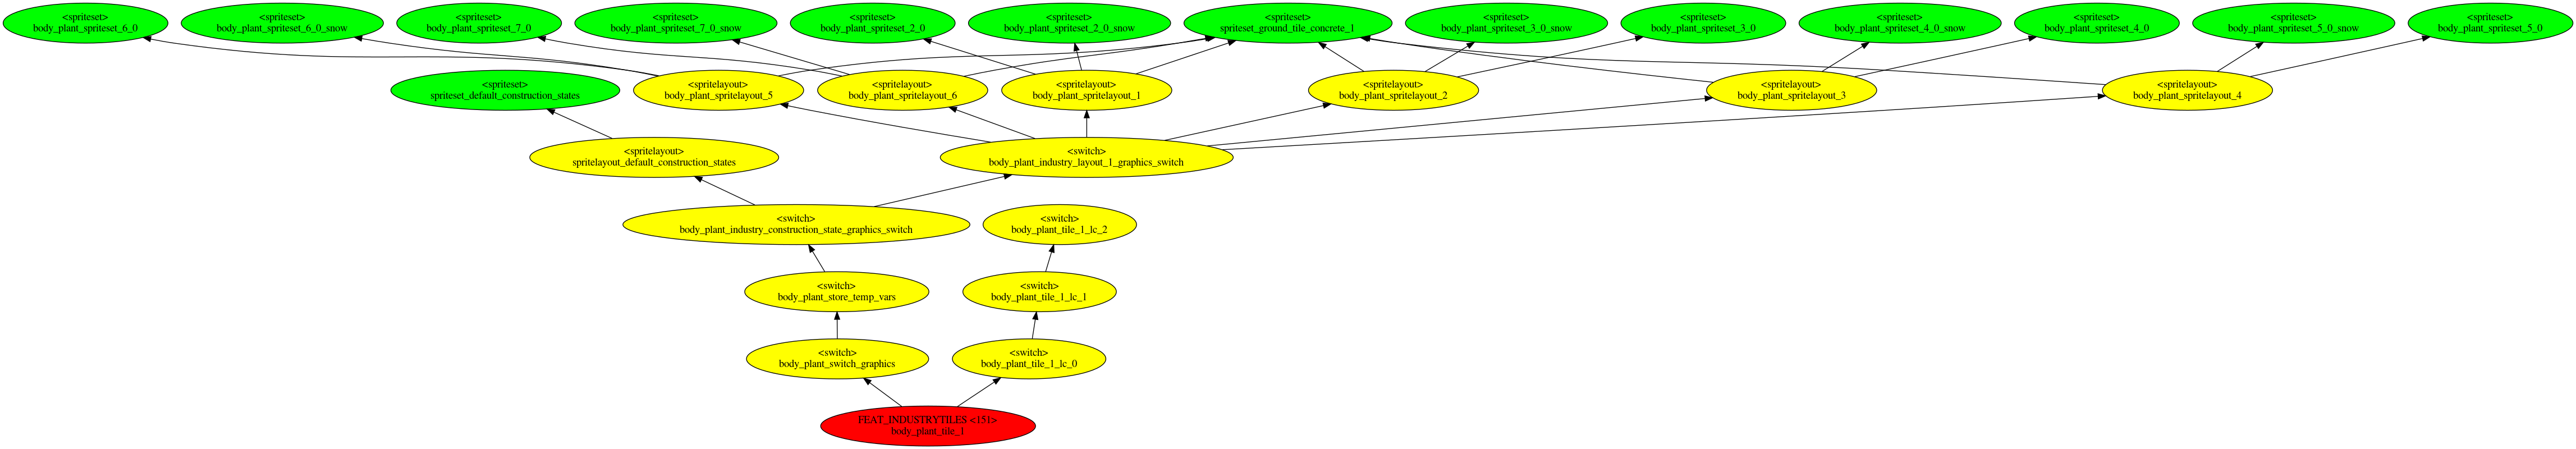 <spriteset>
body_plant_spriteset_6_0
<spriteset>
body_plant_spriteset_6_0_snow
<spriteset>
body_plant_spriteset_7_0
<spriteset>
body_plant_spriteset_7_0_snow
<spriteset>
body_plant_spriteset_2_0
<spriteset>
body_plant_spriteset_2_0_snow
<spriteset>
spriteset_ground_tile_concrete_1
<spriteset>
body_plant_spriteset_3_0_snow
<spriteset>
body_plant_spriteset_3_0
<spriteset>
body_plant_spriteset_4_0_snow
<spriteset>
body_plant_spriteset_4_0
<spriteset>
body_plant_spriteset_5_0_snow
<spriteset>
body_plant_spriteset_5_0
<spriteset>
spriteset_default_construction_states
<spritelayout>
body_plant_spritelayout_5
<spritelayout>
body_plant_spritelayout_6
<spritelayout>
body_plant_spritelayout_1
<spritelayout>
body_plant_spritelayout_2
<spritelayout>
body_plant_spritelayout_3
<spritelayout>
body_plant_spritelayout_4
<spritelayout>
spritelayout_default_construction_states
<switch>
body_plant_industry_layout_1_graphics_switch
<switch>
body_plant_industry_construction_state_graphics_switch
<switch>
body_plant_tile_1_lc_2
<switch>
body_plant_store_temp_vars
<switch>
body_plant_tile_1_lc_1
<switch>
body_plant_switch_graphics
<switch>
body_plant_tile_1_lc_0
FEAT_INDUSTRYTILES <151>
body_plant_tile_1